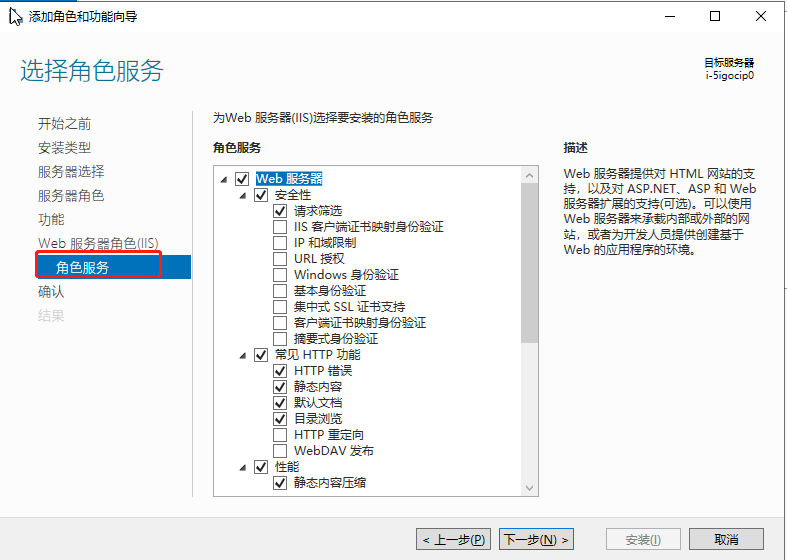 添加角色和功能向导
选择角色服务
目标服务器
i-5igocip0
开始之前
安装类型
服务器选择
服务器角色
功能
Web 服务器角色(IIS)
角色服务
确认
结果
为Web 服务器(IIS)选择要安装的角色服务
角色服务
Web 服务器
安全性
请求筛选
IIS 客户端证书映射身份验证
IP 和域限制
URL 授权
Windows 身份验证
基本身份验证
集中式 SSL 证书支持
客户端证书映射身份验证
摘要式身份验证
常见 HTTP 功能
HTTP 错误
静态内容
默认文档
目录浏览
HTTP 重定向
WebDAV 发布
性能
静态内容压缩
描述
Web 服务器提供对 HTML 网站的支
持，以及对 ASP.NET、ASP 和 Web
服务器扩展的支持(可选)。可以使用
Web 服务器来承载内部或外部的网
站，或者为开发人员提供创建基于
Web 的应用程序的环境。
< 上一步(P)
下一步(N) >
安装(I)
取消